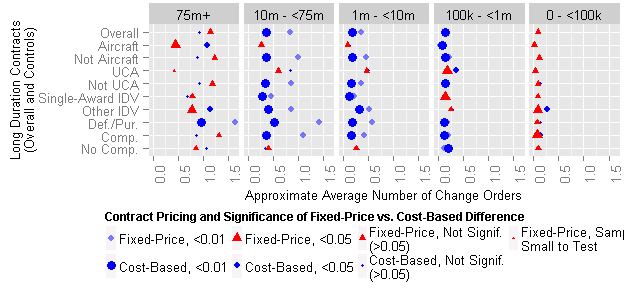 75m+ 10m - <75m 1m - <10m 100k - <1m 0 - <100k
Long Duration Contracts
(Overall and Controls)
Overall
Aircraft
Not Aircraft
UCA
Not UCA
Single-Award IDV
Other IDV
Def./Pur.
Comp.
No Comp.
0.0 0.5 1.0 1.5 0.0 0.5 1.0 1.5 0.0 0.5 1.0 1.5 0.0 0.5 1.0 1.5 0.0 0.5 1.0 1.5
Approximate Average Number of Change Orders
Contract Pricing and Significance of Fixed-Price vs. Cost-Based Difference
Fixed-Price, <0.01 Fixed-Price, <0.05 Fixed-Price, Not Signif. (>0.05) Fixed-Price, Sam Small to Test
Cost-Based, <0.01 Cost-Based, <0.05 Cost-Based, Not Signif. (>0.05)